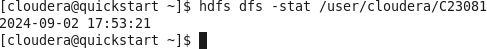 [cloudera@quickstart ~]$ hdfs dfs -stat /user/cloudera/C23081
2024-09-02 17:53:21
[cloudera@quickstart ~]$